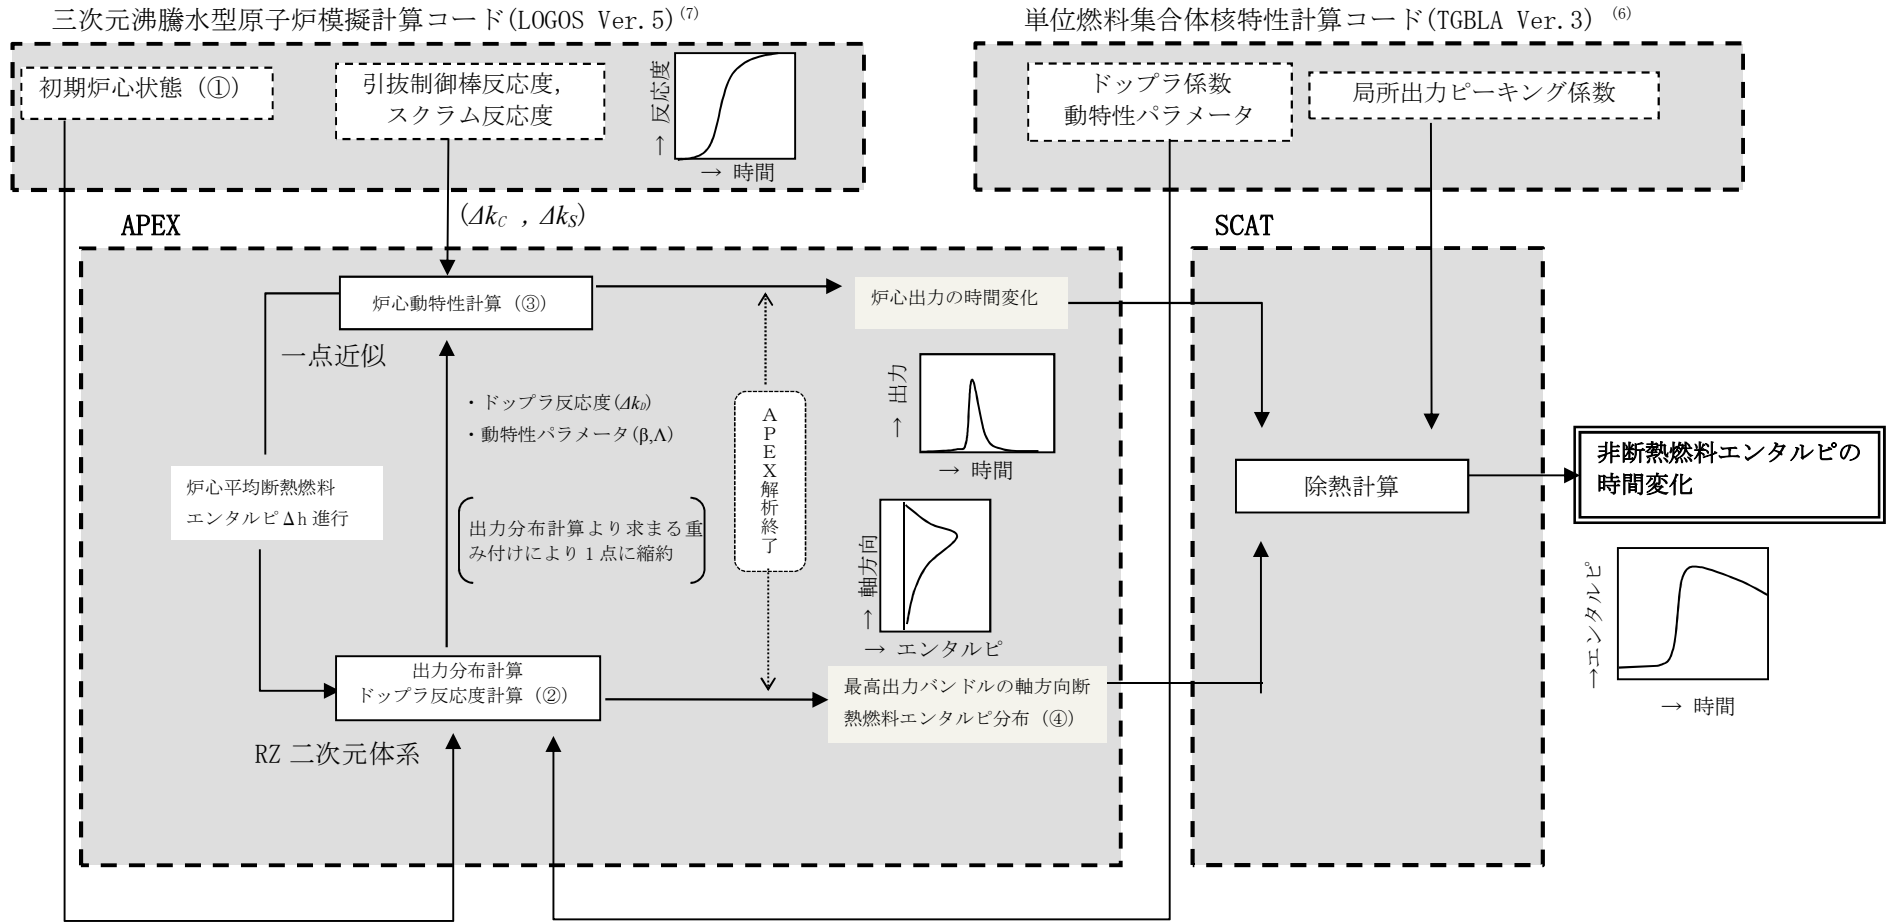 三次元沸騰水型原子炉模擬計算コード(LOGOS Ver.5)(7)
単位燃料集合体核特性計算コード(TGBLA Ver.3) (6)
初期炉心状態（①）
引抜制御棒反応度,
スクラム反応度
→ 反応度
→ 時間
ドップラ係数
動特性パラメータ
局所出力ピーキング係数
(ΔkC , ΔkS)
APEX
SCAT
炉心動特性計算（③）
一点近似
炉心出力の時間変化
・ドップラ反応度(ΔkD)
・動特性パラメータ(β,Λ)
→ 出力
→ 時間
ＡＰＥＸ解析終了
炉心平均断熱燃料
エンタルピΔh進行
出力分布計算より求まる重
み付けにより1点に縮約
→ 軸方向
→ エンタルピ
除熱計算
非断熱燃料エンタルピの
時間変化
→エンタルピ
→ 時間
出力分布計算
ドップラ反応度計算（②）
RZ 二次元体系
最高出力バンドルの軸方向断
熱燃料エンタルピ分布（④）